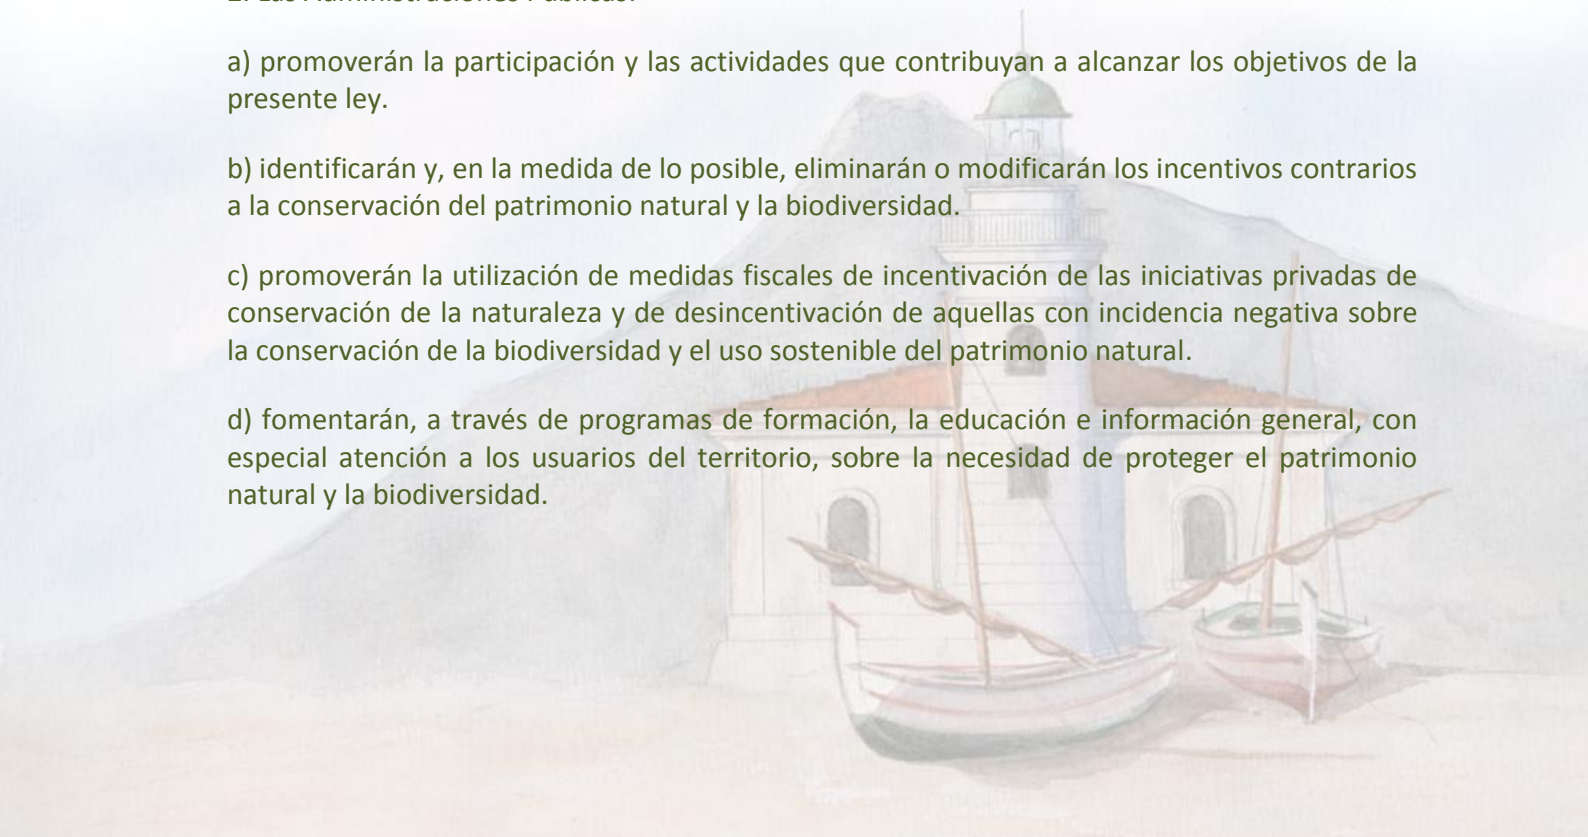 2. Las Administraciones Públicas:
a) promoverán la participación y las actividades que contribuyan a alcanzar los objetivos de la
presente ley.
b) identificarán y, en la medida de lo posible, eliminarán o modificarán los incentivos contrarios
a la conservación del patrimonio natural y la biodiversidad.
c) promoverán la utilización de medidas fiscales de incentivación de las iniciativas privadas de
conservación de la naturaleza y de desincentivación de aquellas con incidencia negativa sobre
la conservación de la biodiversidad y el uso sostenible del patrimonio natural.
d) fomentarán, a través de programas de formación, la educación e información general, con
especial atención a los usuarios del territorio, sobre la necesidad de proteger el patrimonio
natural y la biodiversidad.